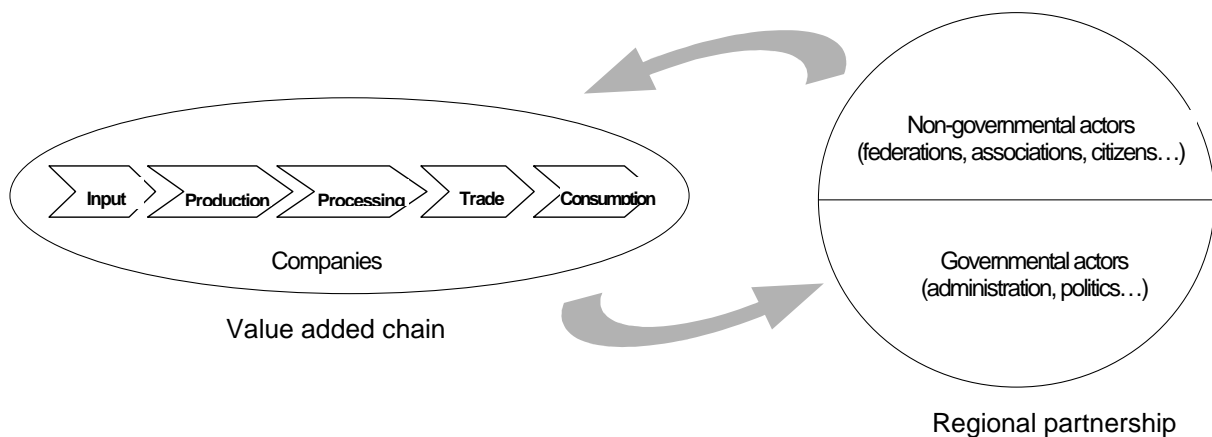 Non-governmental actors
(federations, associations, citizens…)
Input
Production
Processing
Trade
Consumption
Companies
Governmental actors
(administration, politics…)
Value added chain
Regional partnership